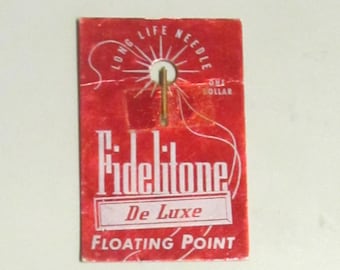 LONG LIFE NEEDLE
ONE
DOLLAR
Fidelitone
De Luxe
FLOATING POINT